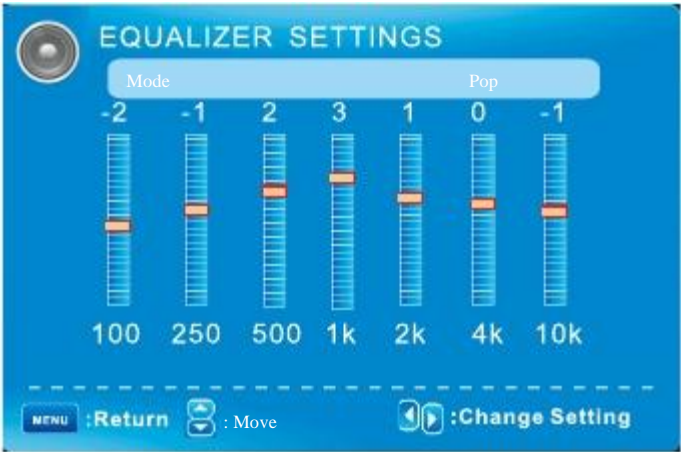 EQUALIZER SETTINGS
Mode Pop
-2 -1 2 3 1 0 -1
100 250 500 1k 2k 4k 10k
MENU :Return : Move :Change Setting